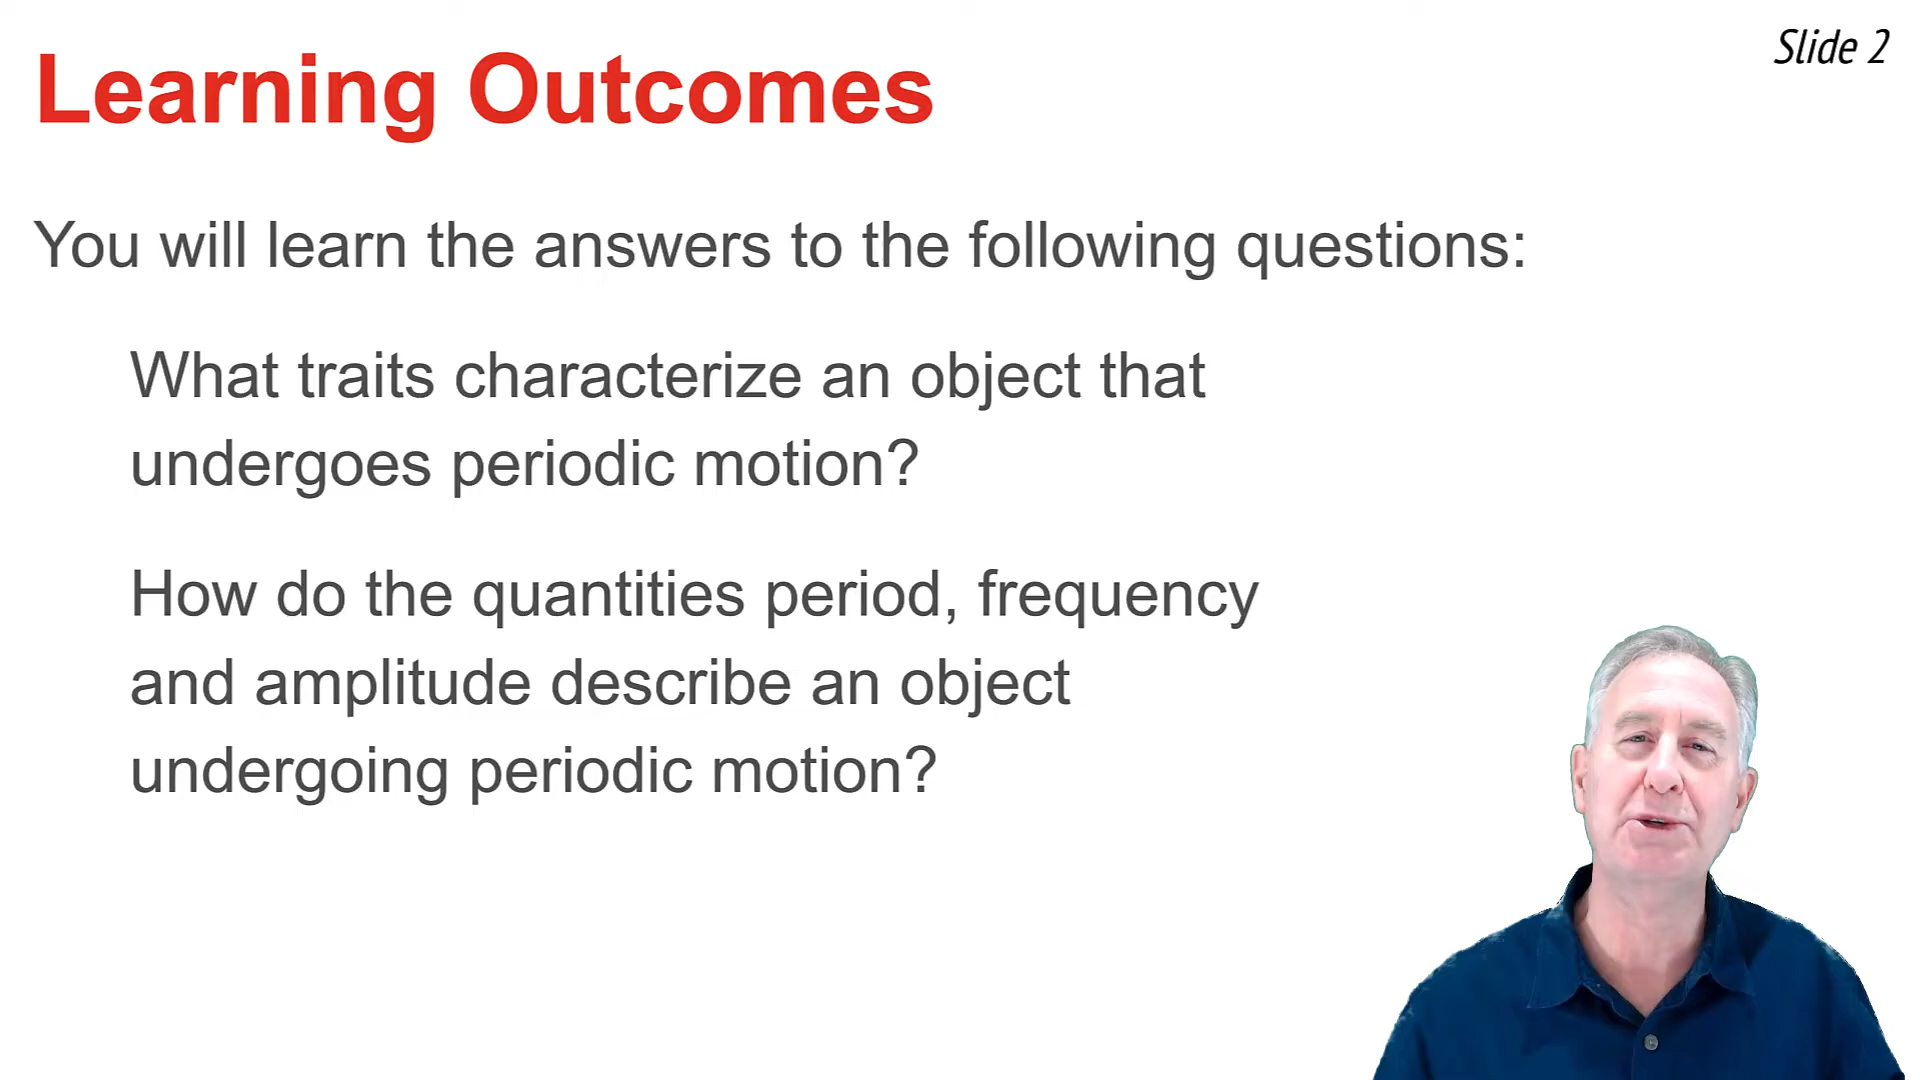 Slide 2
Learning Outcomes
You will learn the answers to the following questions:
What traits characterize an object that
undergoes periodic motion?
How do the quantities period, frequency
and amplitude describe an object
undergoing periodic motion?